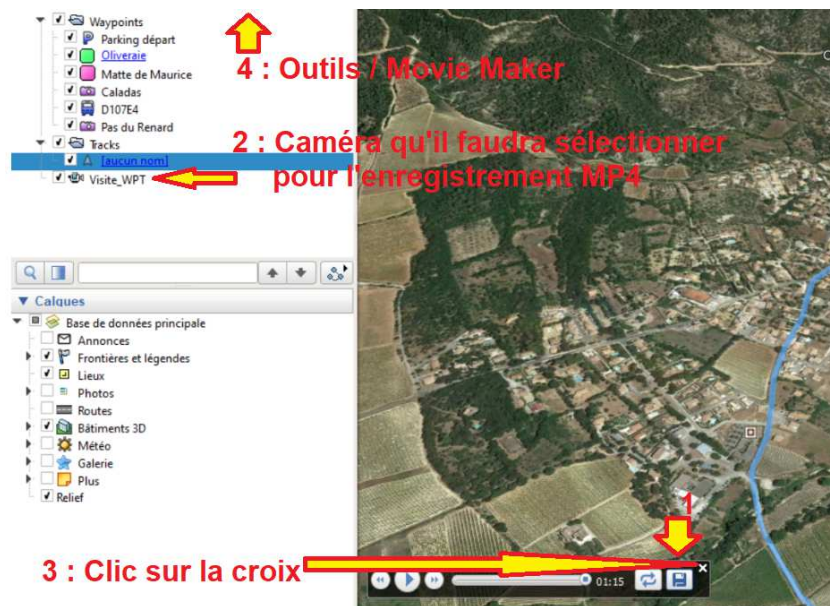 Waypoints
Parking départ
Oliveraie
Matte de Maurice
Caladas
D107E4
Pas du Renard
Tracks
[aucun nom]
Visite_WPT
4 : Outils / Movie Maker
2 : Caméra qu'il faudra sélectionner
pour l'enregistrement MP4
Calques
Base de données principale
Annonces
Frontières et légendes
Lieux
Photos
Routes
Bâtiments 3D
Météo
Galerie
Plus
Relief
1
3 : Clic sur la croix
01:15